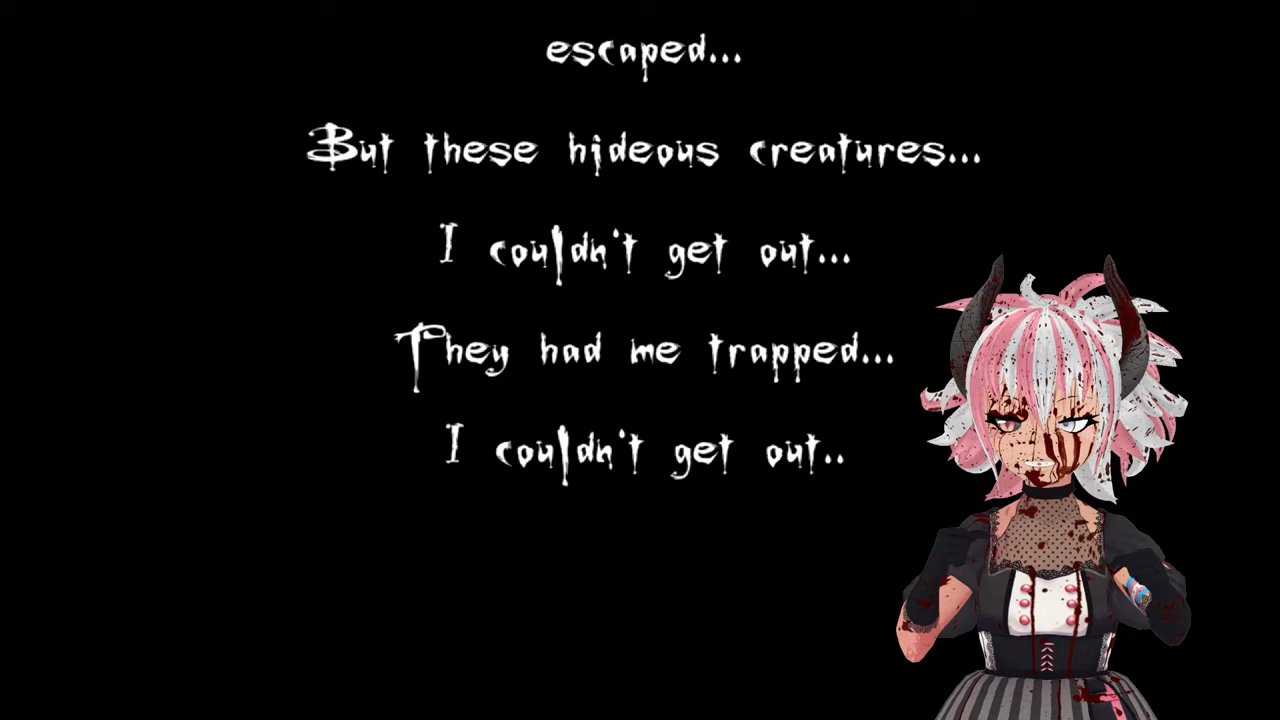 escaped...
But these hideous creatures...
I couldn't get out...
They had me trapped...
I couldn't get out..